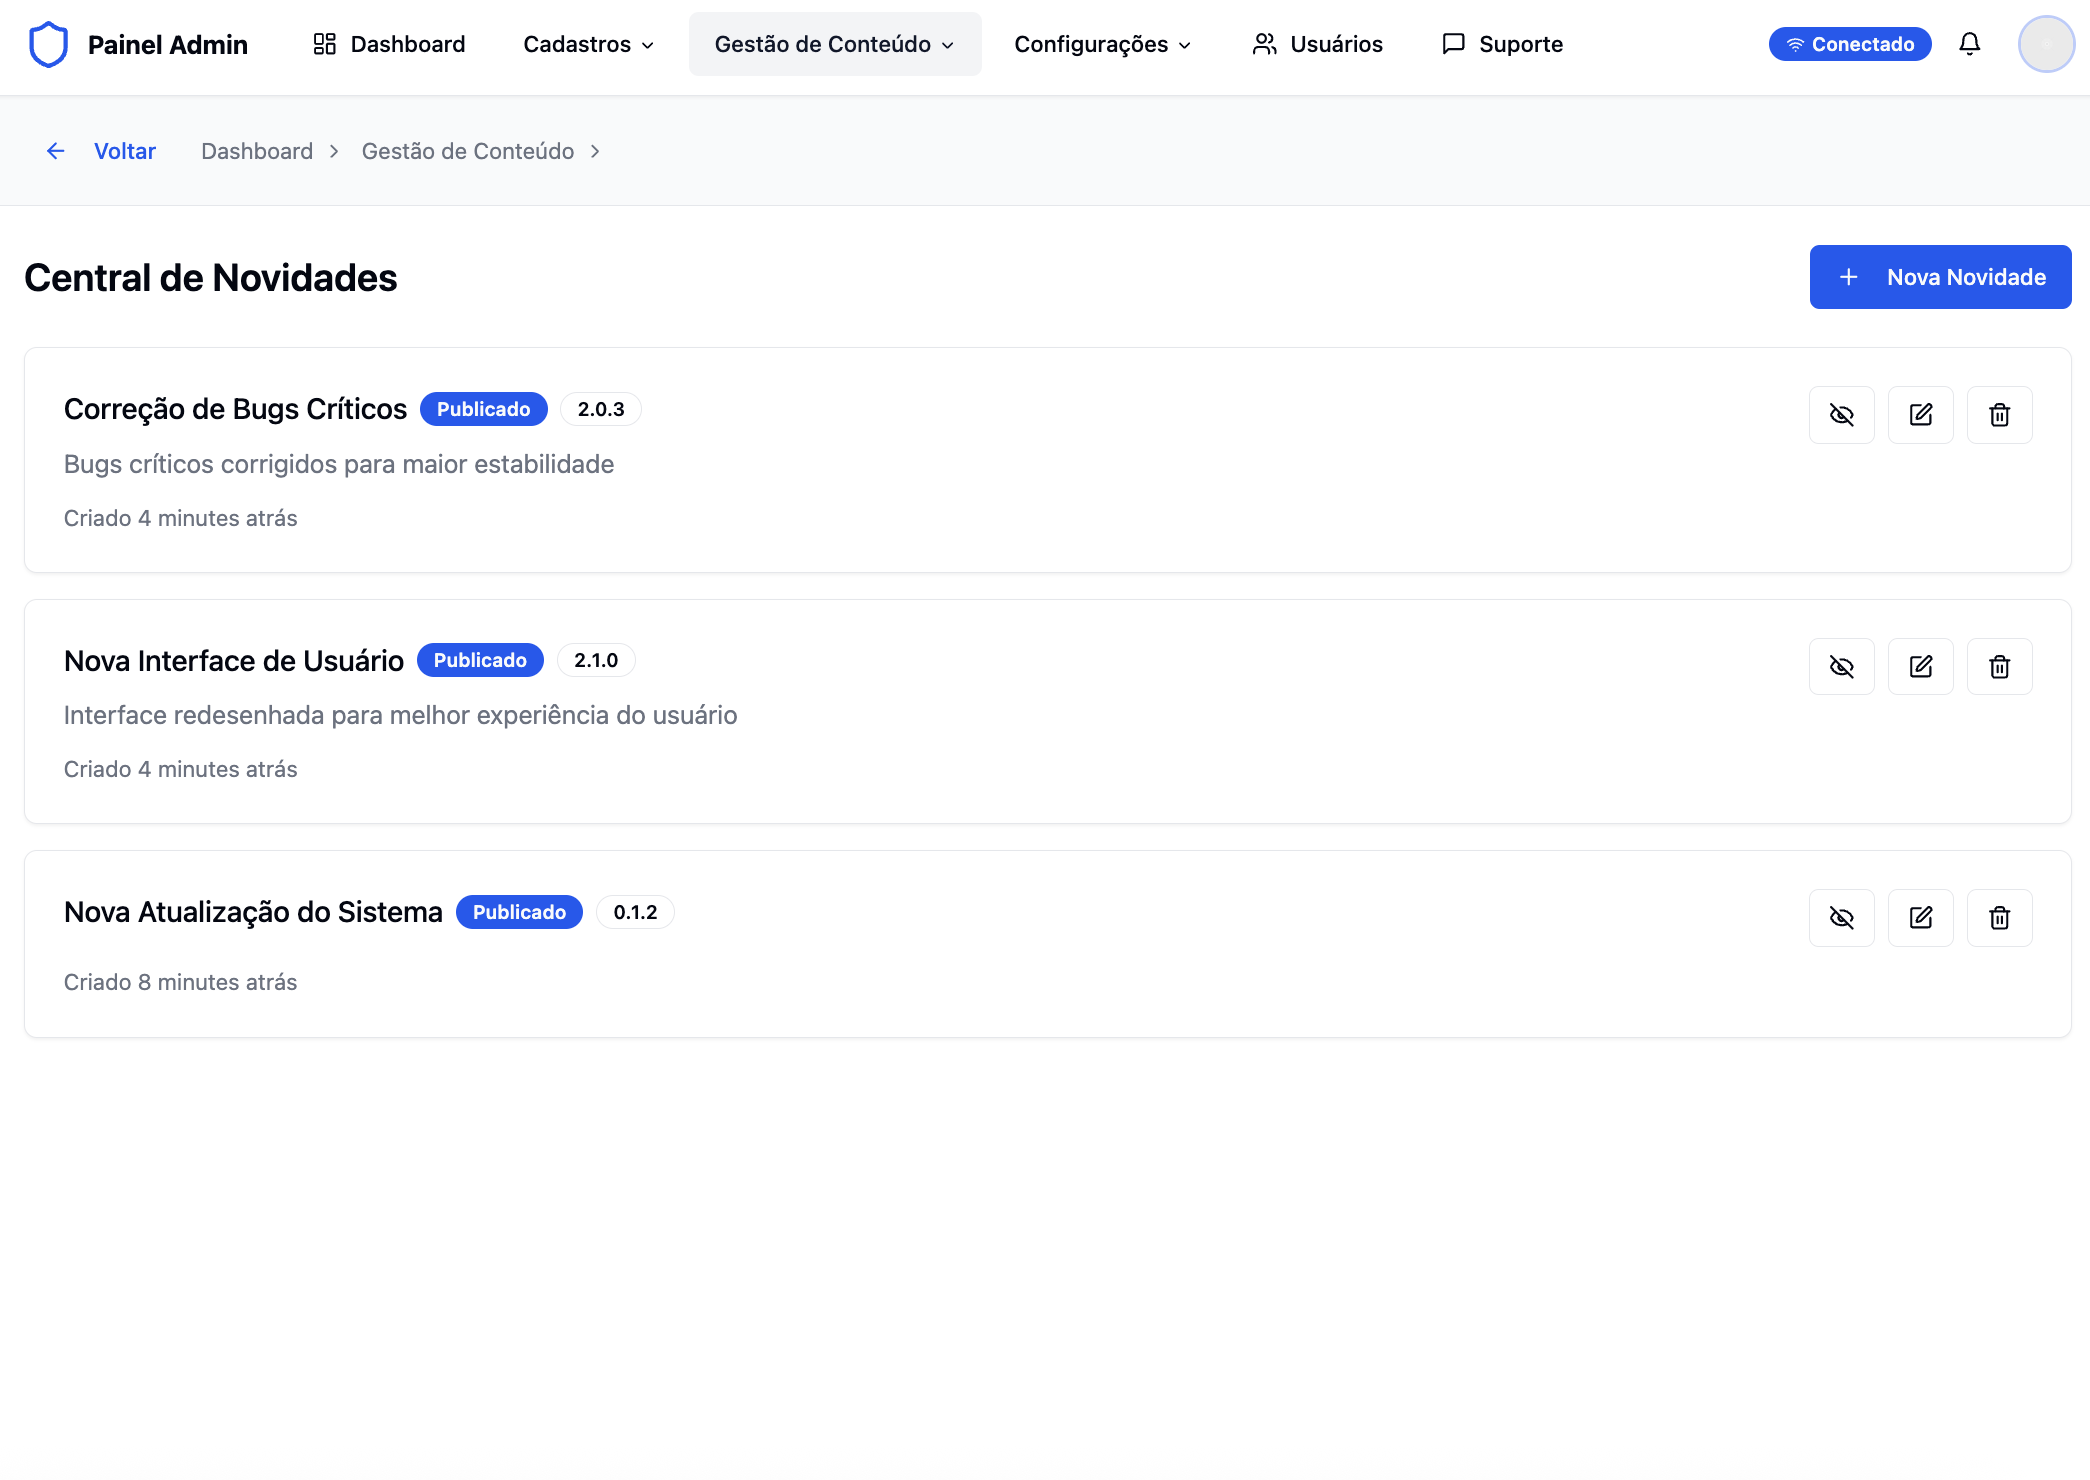 Painel Admin
Dashboard
Cadastros
Gestão de Conteúdo
Configurações
Usuários
Suporte
Conectado
Voltar
Dashboard
Gestão de Conteúdo
Central de Novidades
Nova Novidade
Correção de Bugs Críticos Publicado 2.0.3
Bugs críticos corrigidos para maior estabilidade
Criado 4 minutes atrás
Nova Interface de Usuário Publicado 2.1.0
Interface redesenhada para melhor experiência do usuário
Criado 4 minutes atrás
Nova Atualização do Sistema Publicado 0.1.2
Criado 8 minutes atrás